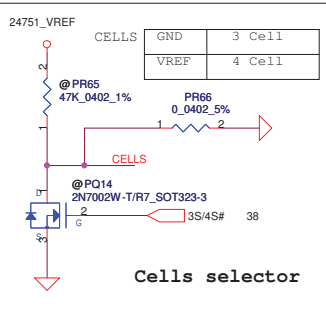 24751_VREF
CELLS GND 3 Cell
VREF 4 Cell
2
@PR65
47K_0402_1%
1
PR66
0_0402_5%
1 2
CELLS
@PQ14
2N7002W-T/R7_SOT323-3
D 1
2 G
3S/4S# 38
S 3
Cells selector